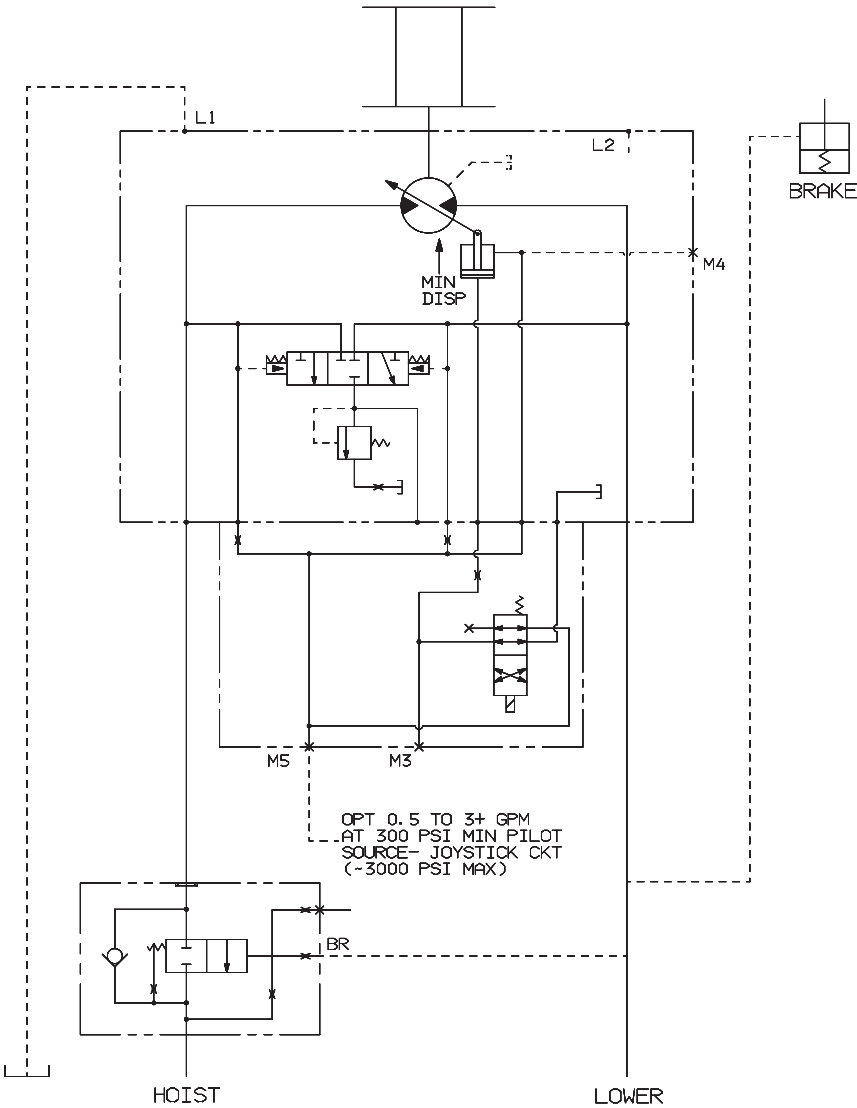 L1
L2
BRAKE
M4
MIN
DISP
M5
M3
OPT 0.5 TO 3+ GPM
AT 300 PSI MIN PILOT
SOURCE- JOYSTICK CKT
(~3000 PSI MAX)
BR
HOIST
LOWER